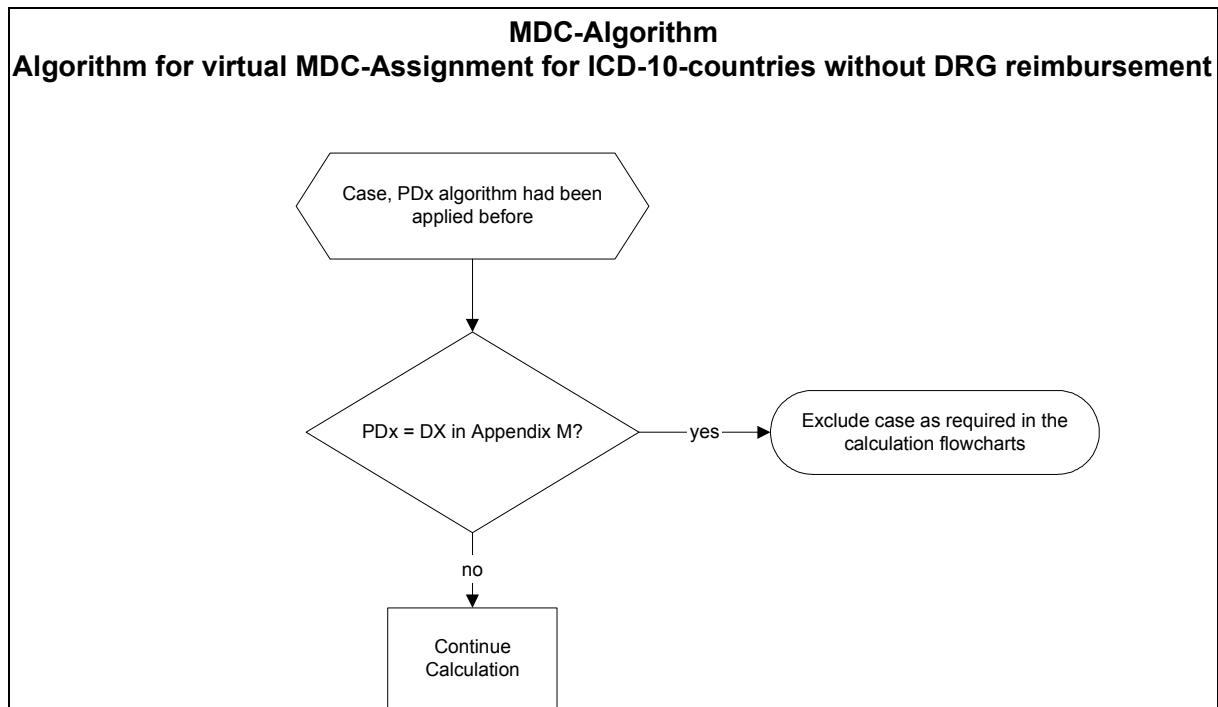 MDC-Algorithm
Algorithm for virtual MDC-Assignment for ICD-10-countries without DRG reimbursement
Case, PDx algorithm had been
applied before
PDx = DX in Appendix M?
yes
Exclude case as required in the
calculation flowcharts
no
Continue
Calculation